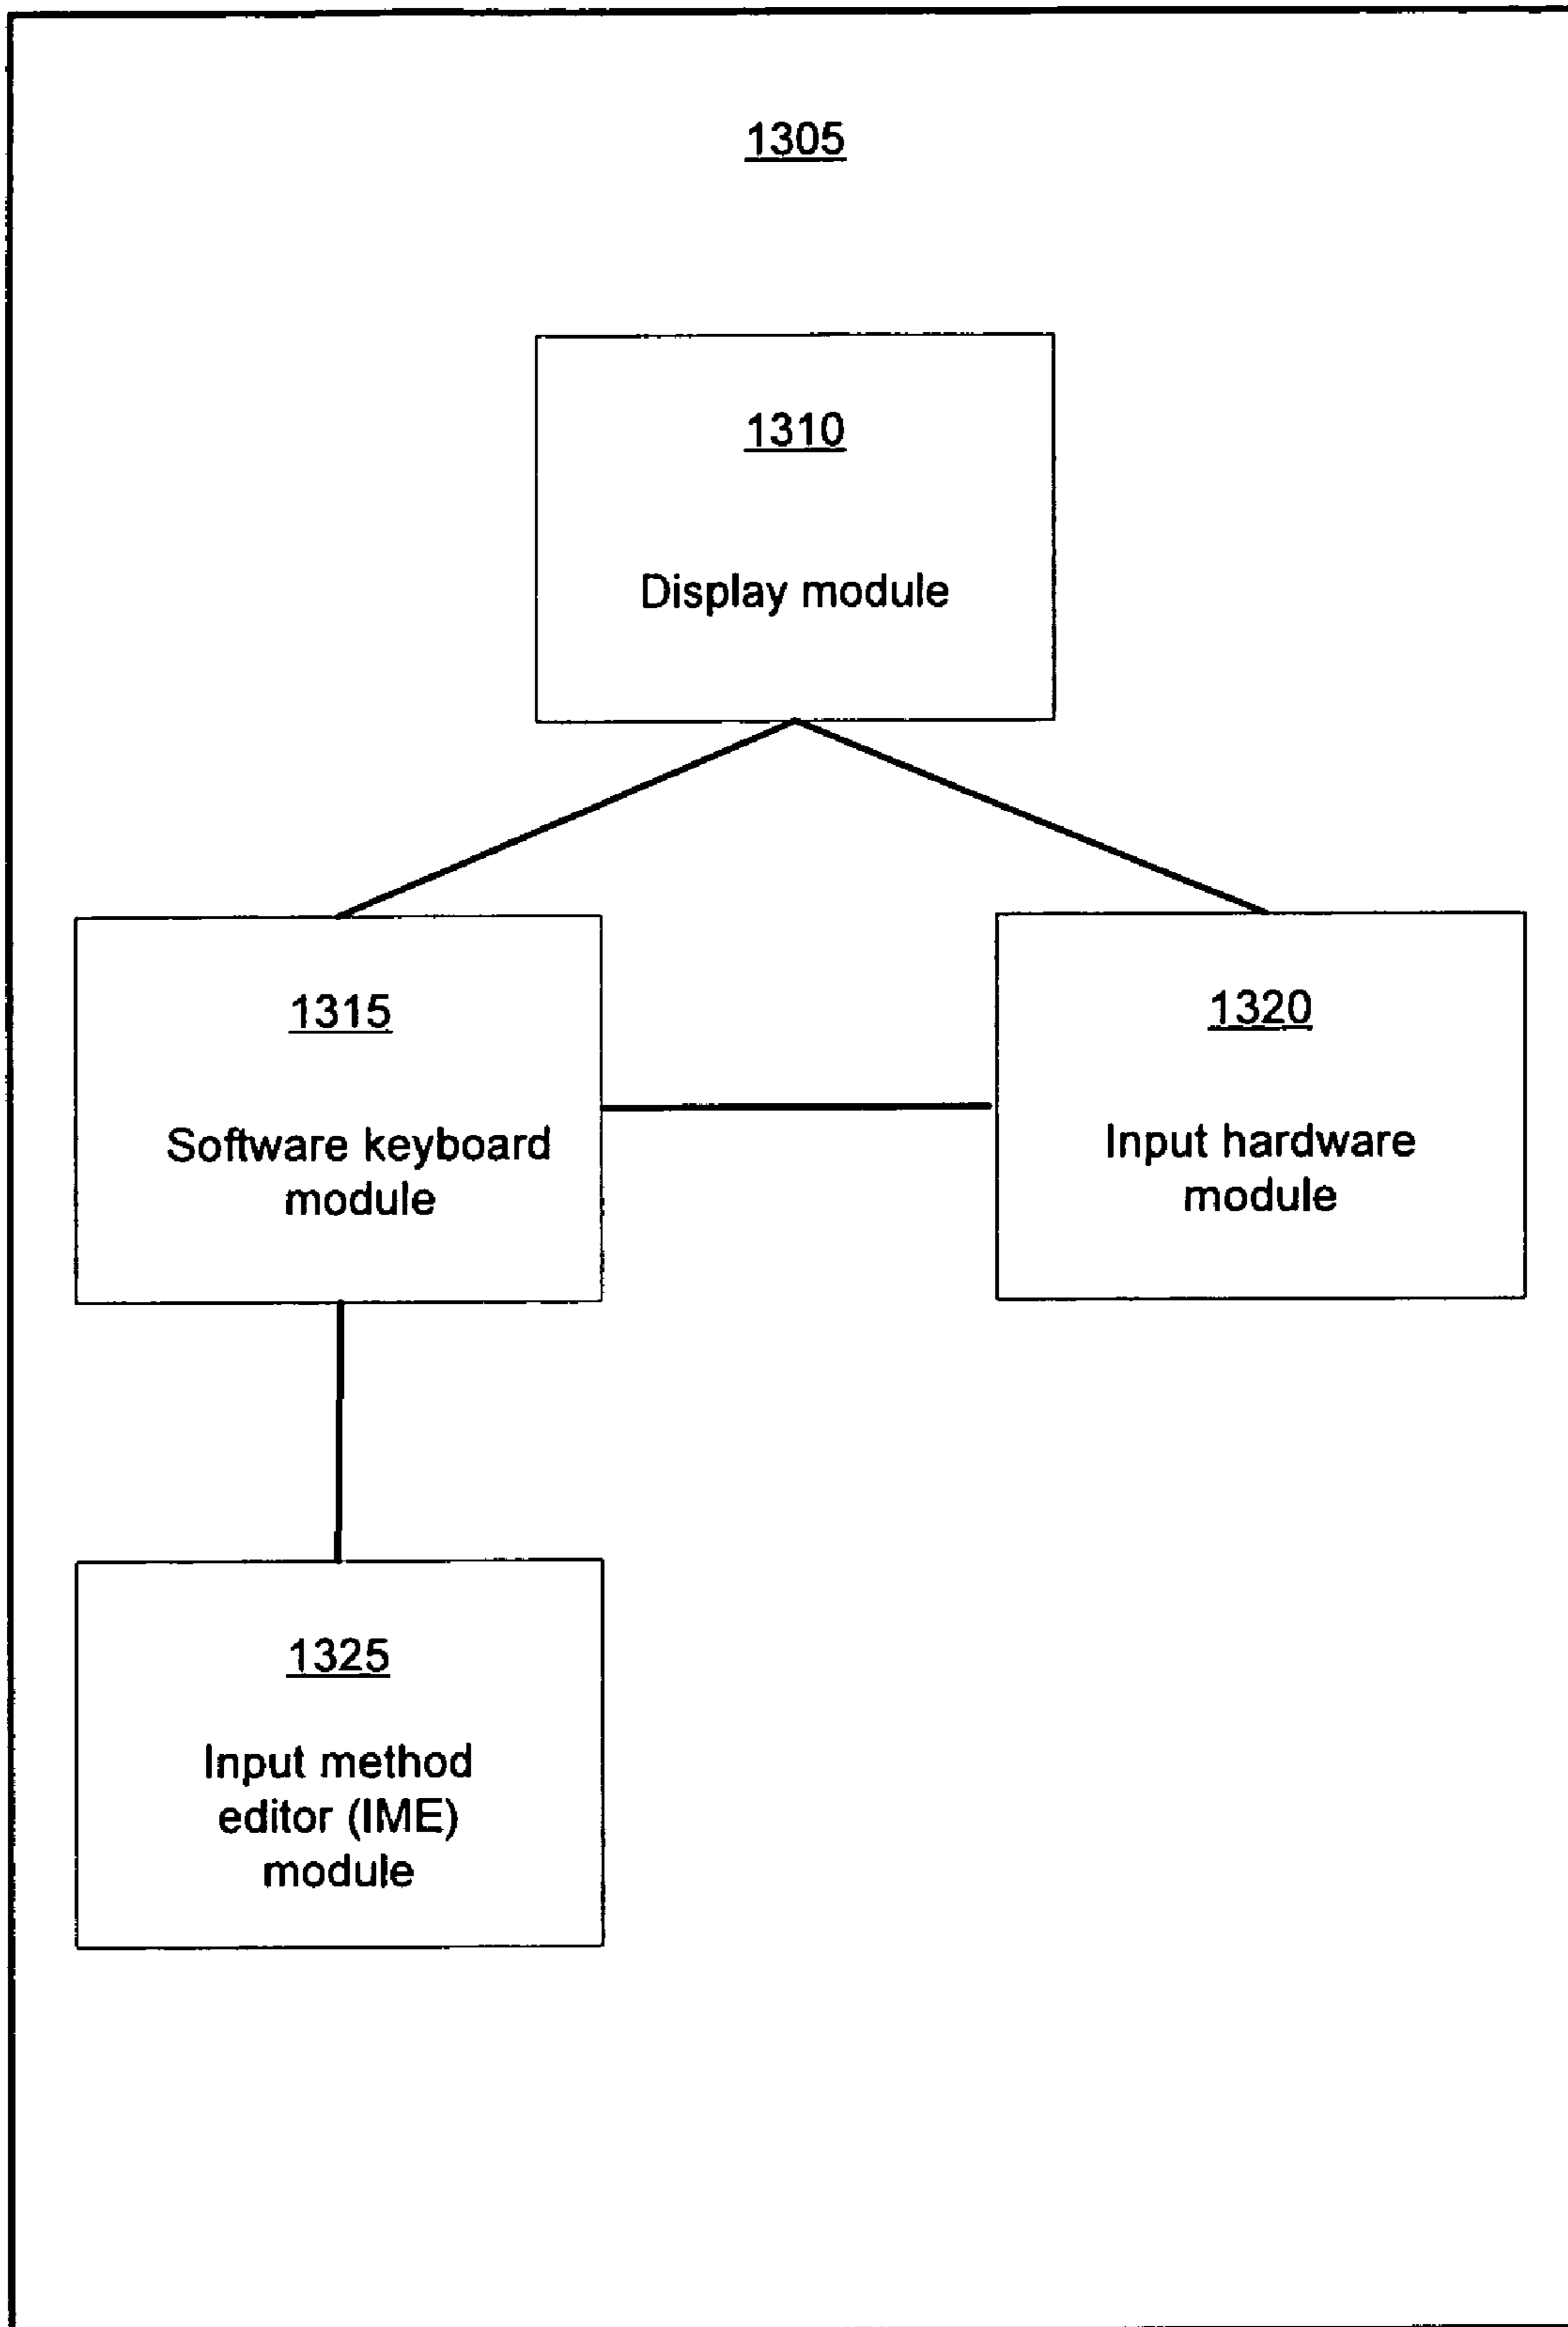 1305
1310
Display module
1315
Software keyboard
module
1320
Input hardware
module
1325
Input method
editor (IME)
module